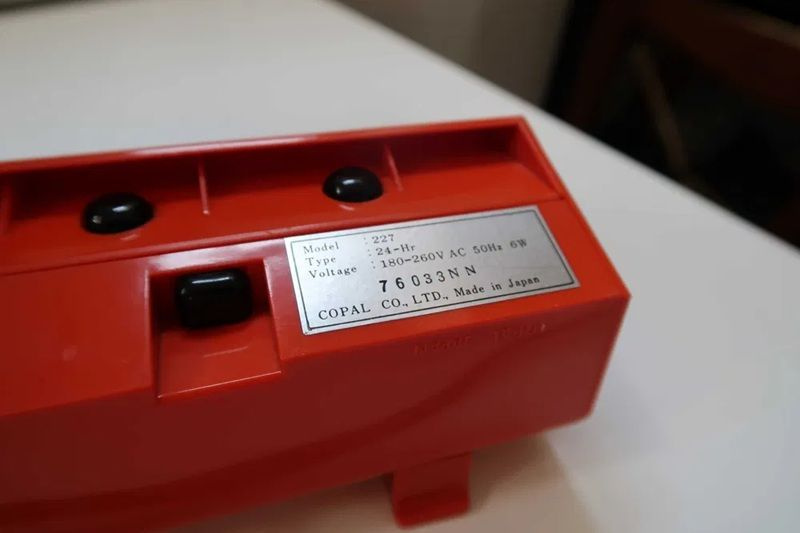 Model : 227
Type : 24-Hr
Voltage : 180-260V AC 50Hz 6W
76033NN
COPAL CO., LTD., Made in Japan